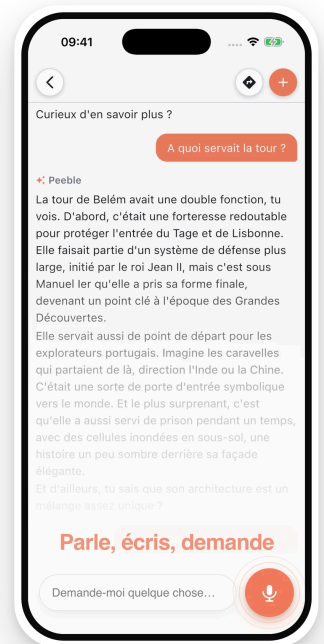 09:41
Curieux d'en savoir plus ?
A quoi servait la tour ?
Peeble
La tour de Belém avait une double fonction, tu
vois. D'abord, c'était une forteresse redoutable
pour protéger l'entrée du Tage et de Lisbonne.
Elle faisait partie d'un système de défense plus
large, initié par le roi Jean II, mais c'est sous
Manuel Ier qu'elle a pris sa forme finale,
devenant un point clé à l'époque des Grandes
Découvertes.
Elle servait aussi de point de départ pour les
explorateurs portugais. Imagine les caravelles
qui partaient de là, direction l'Inde ou la Chine.
C'était une sorte de porte d'entrée symbolique
vers le monde. Et le plus surprenant, c'est
qu'elle a aussi servi de prison pendant un temps,
avec des cellules inondées en sous-sol, une
histoire un peu sombre derrière sa façade
élégante.
Et d'ailleurs, tu sais que son architecture est un
mélange assez unique ?
Parle, écris, demande
Demande-moi quelque chose...